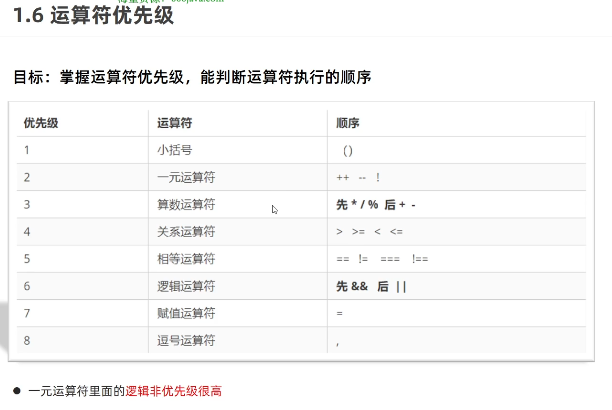 1.6 运算符优先级
目标：掌握运算符优先级，能判断运算符执行的顺序
优先级 运算符 顺序
1 小括号 ()
2 一元运算符 ++ -- !
3 算数运算符 先 * / % 后 + -
4 关系运算符 > >= < <=
5 相等运算符 == != === !==
6 逻辑运算符 先 && 后 ||
7 赋值运算符 =
8 逗号运算符 ,
● 一元运算符里面的逻辑非优先级很高